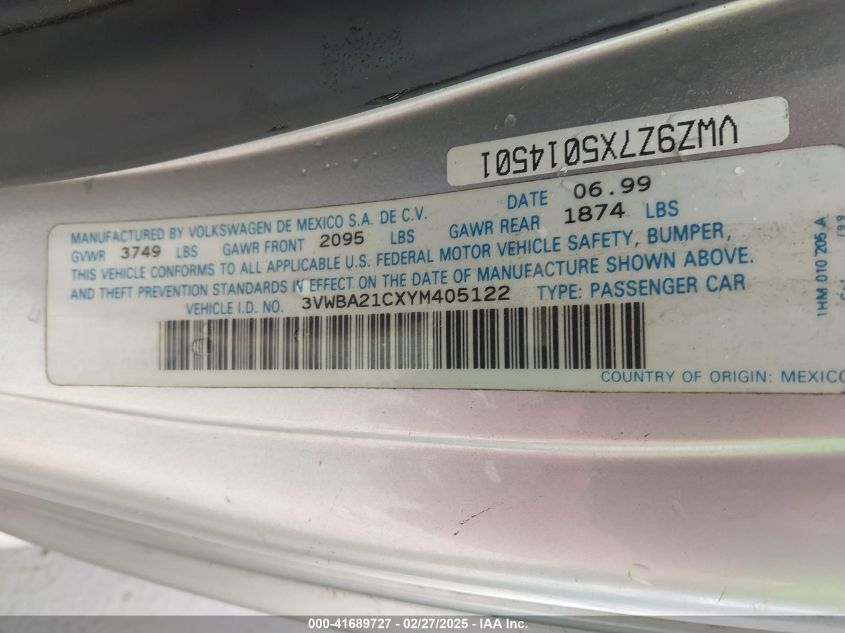 VWZ9Z7X5014501
MANUFACTURED BY VOLKSWAGEN DE MEXICO S.A. DE C.V. DATE 06.99
GVWR 3749 LBS GAWR FRONT 2095 LBS GAWR REAR 1874 LBS
THIS VEHICLE CONFORMS TO ALL APPLICABLE U.S. FEDERAL MOTOR VEHICLE SAFETY, BUMPER,
AND THEFT PREVENTION STANDARDS IN EFFECT ON THE DATE OF MANUFACTURE SHOWN ABOVE.
VEHICLE I.D. NO. 3VWBA21CXYM405122 TYPE: PASSENGER CAR
COUNTRY OF ORIGIN: MEXICO
1HM 010 206 A
000-41689727 - 02/27/2025 - IAA Inc.